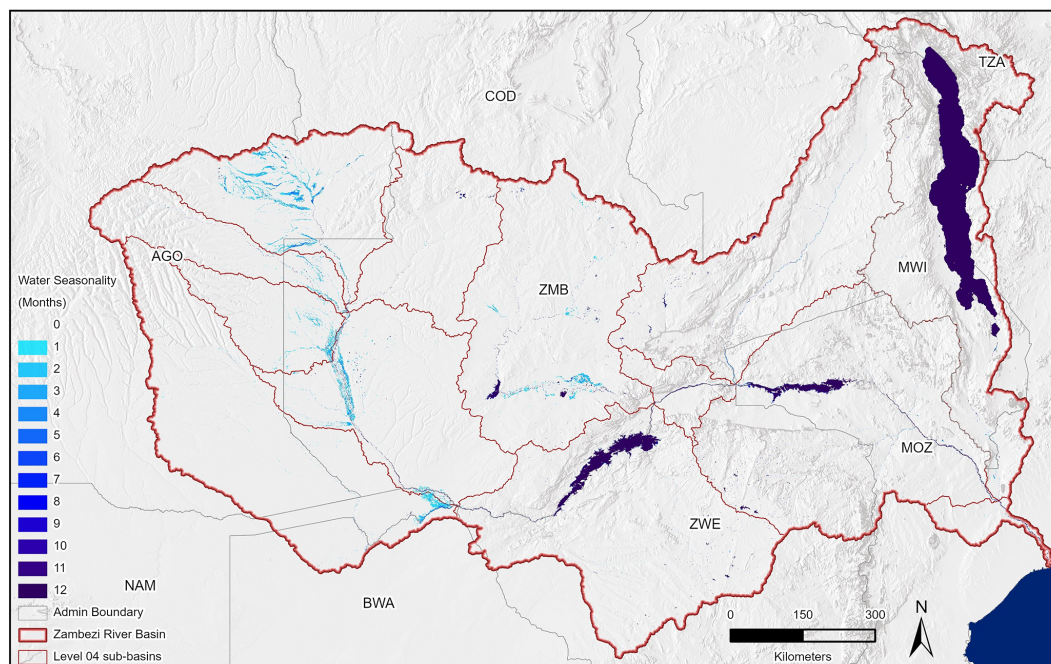 TZA
COD
AGO
MWI
ZMB
Water Seasonality
(Months)
0
1
2
3
4
5
6
7
8
9
10
11
12
MOZ
ZWE
NAM
BWA
Admin Boundary
Zambezi River Basin
Level 04 sub-basins
0
150
300
Kilometers
N